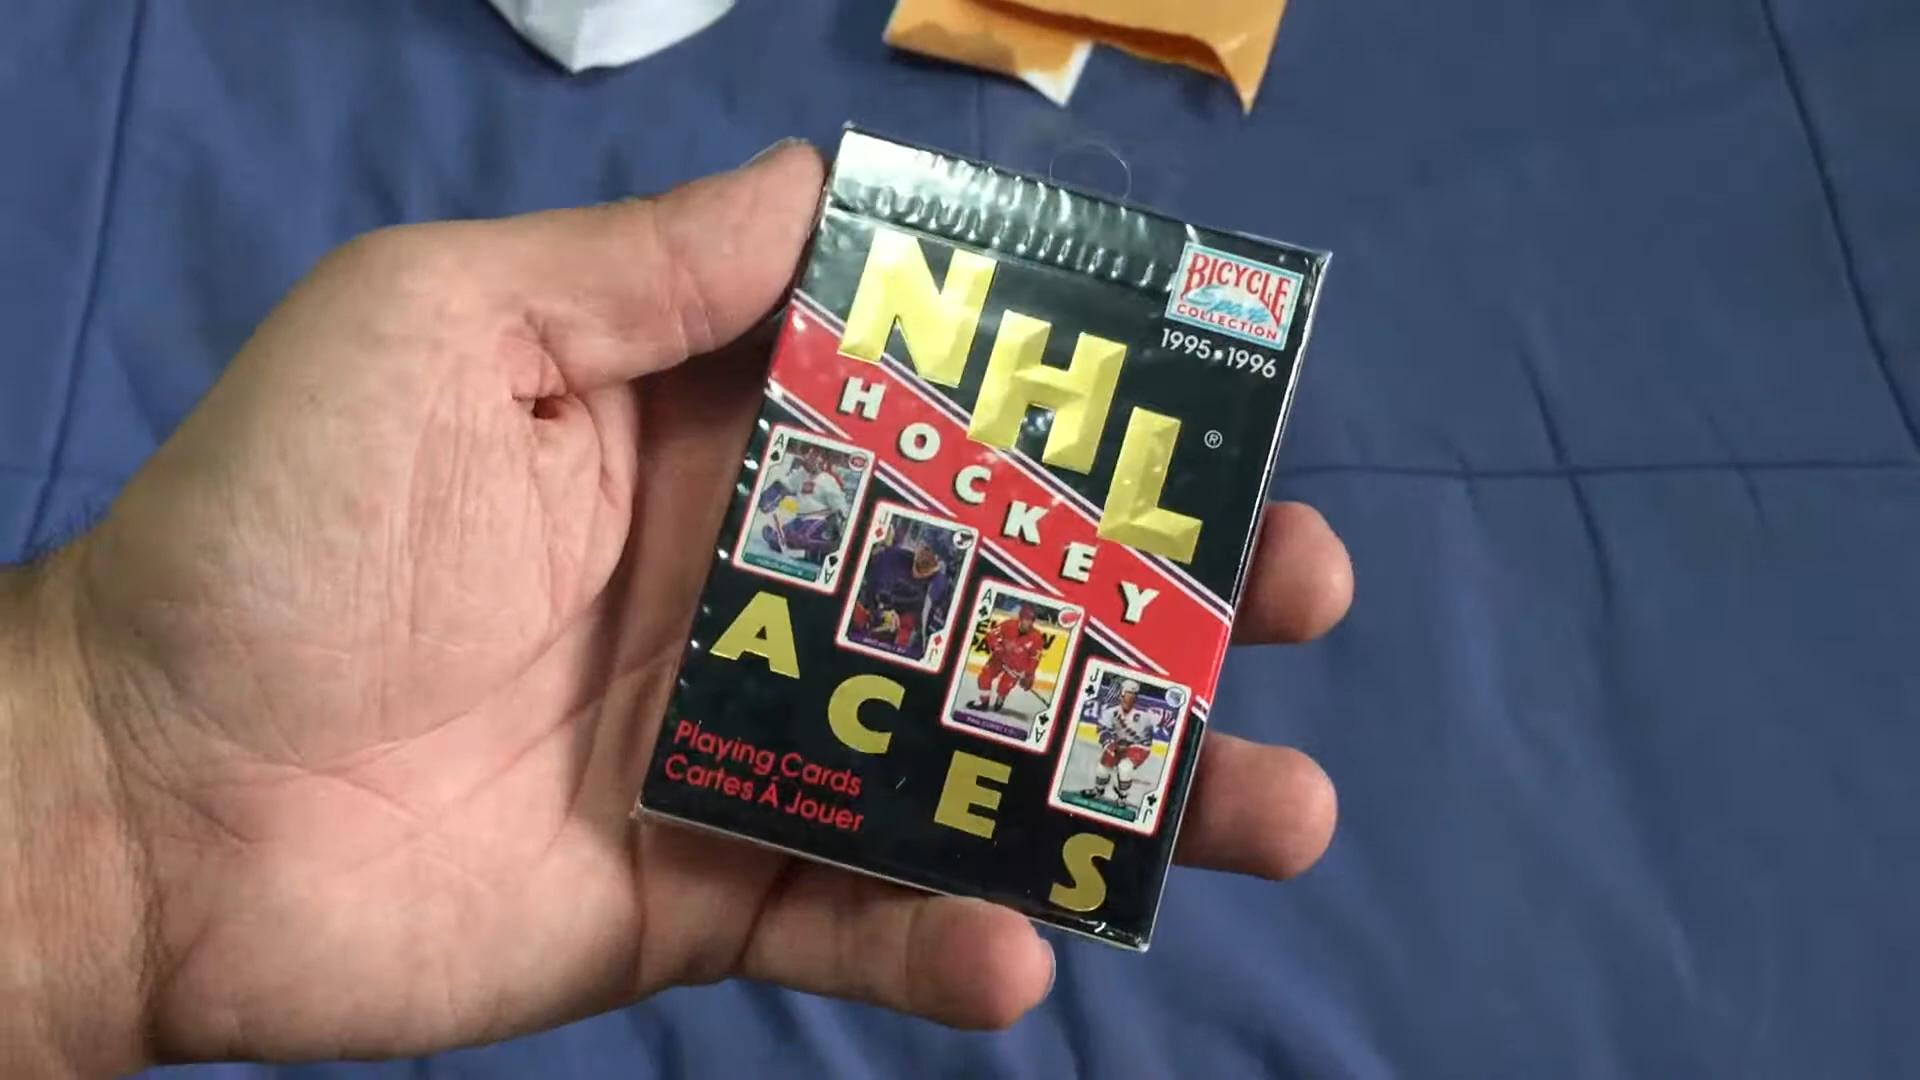 BICYCLE
Sports
COLLECTION
1995•1996
NHL®
HOCKEY
ACES
Playing Cards
Cartes Á Jouer
A
A
J
J
A
A
J
J